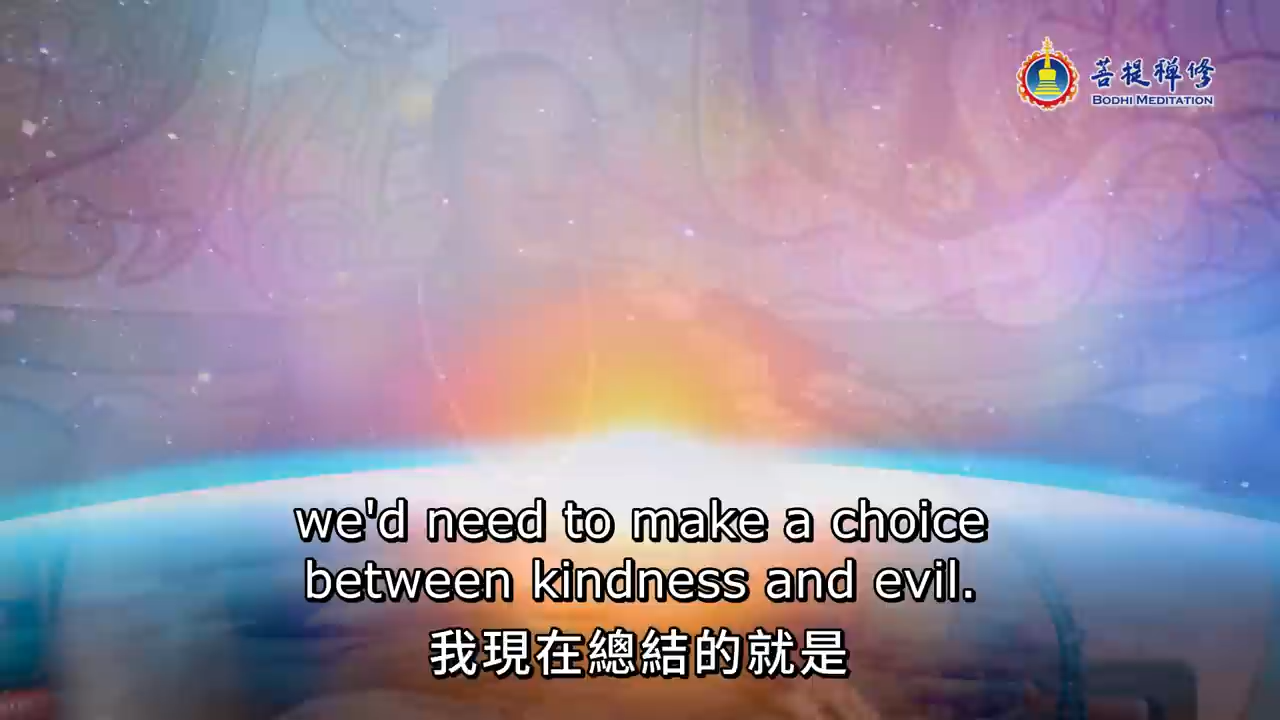 菩提禪修
BODHI MEDITATION
we'd need to make a choice
between kindness and evil.
我現在總結的就是